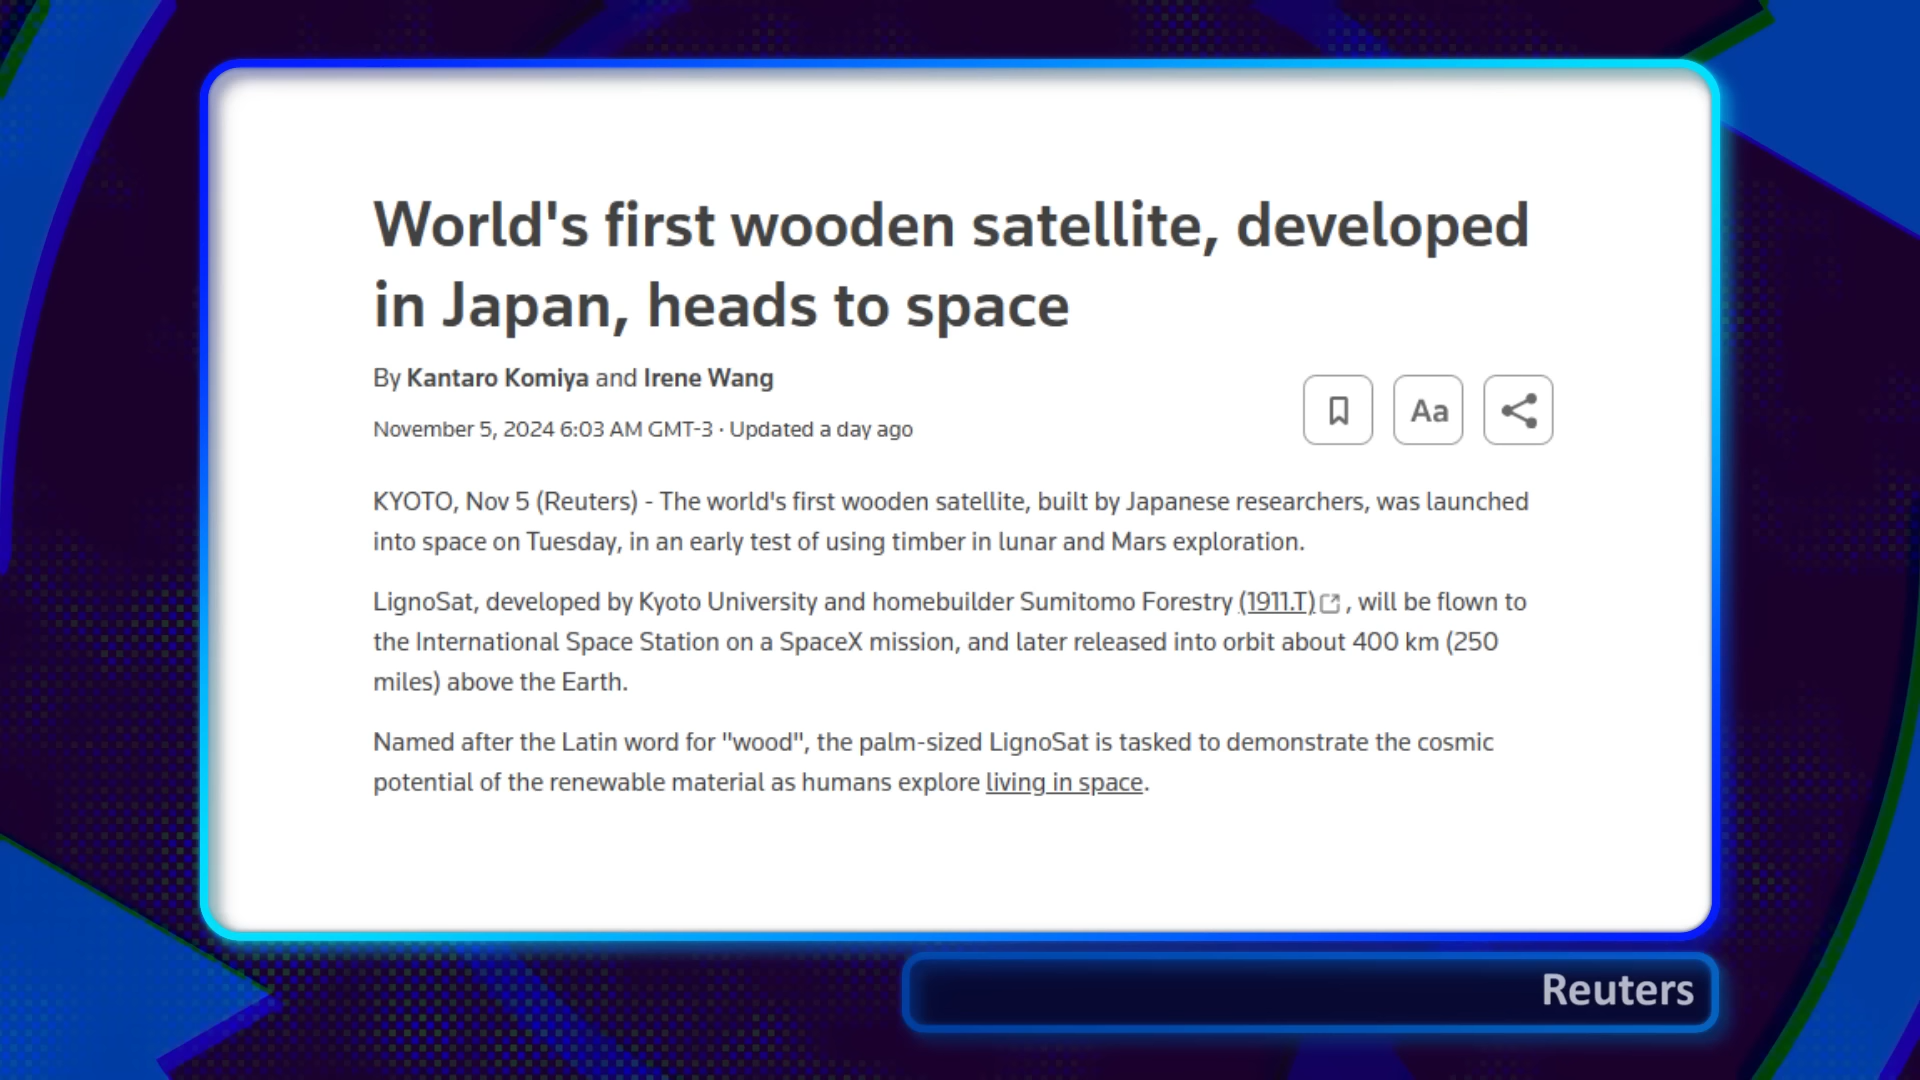 World's first wooden satellite, developed
in Japan, heads to space
By Kantaro Komiya and Irene Wang
November 5, 2024 6:03 AM GMT-3 · Updated a day ago
Aa
KYOTO, Nov 5 (Reuters) - The world's first wooden satellite, built by Japanese researchers, was launched
into space on Tuesday, in an early test of using timber in lunar and Mars exploration.
LignoSat, developed by Kyoto University and homebuilder Sumitomo Forestry (1911.T) , will be flown to
the International Space Station on a SpaceX mission, and later released into orbit about 400 km (250
miles) above the Earth.
Named after the Latin word for "wood", the palm-sized LignoSat is tasked to demonstrate the cosmic
potential of the renewable material as humans explore living in space.
Reuters